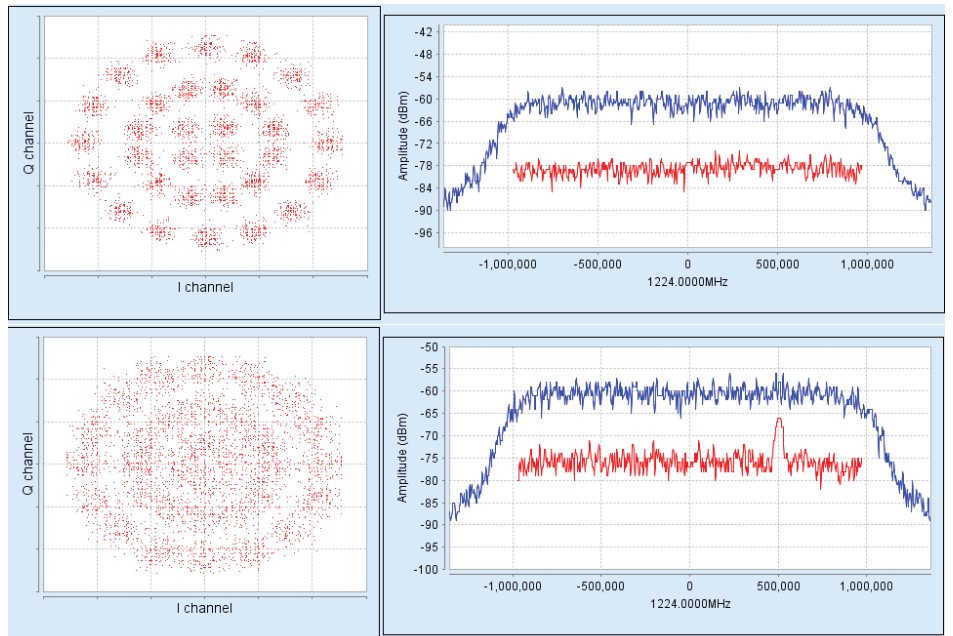 Q channel
I channel
Amplitude (dBm)
-42
-48
-54
-60
-66
-72
-78
-84
-90
-96
-1,000,000 -500,000 0 500,000 1,000,000
1224.0000MHz
Q channel
I channel
Amplitude (dBm)
-50
-55
-60
-65
-70
-75
-80
-85
-90
-95
-100
-1,000,000 -500,000 0 500,000 1,000,000
1224.0000MHz